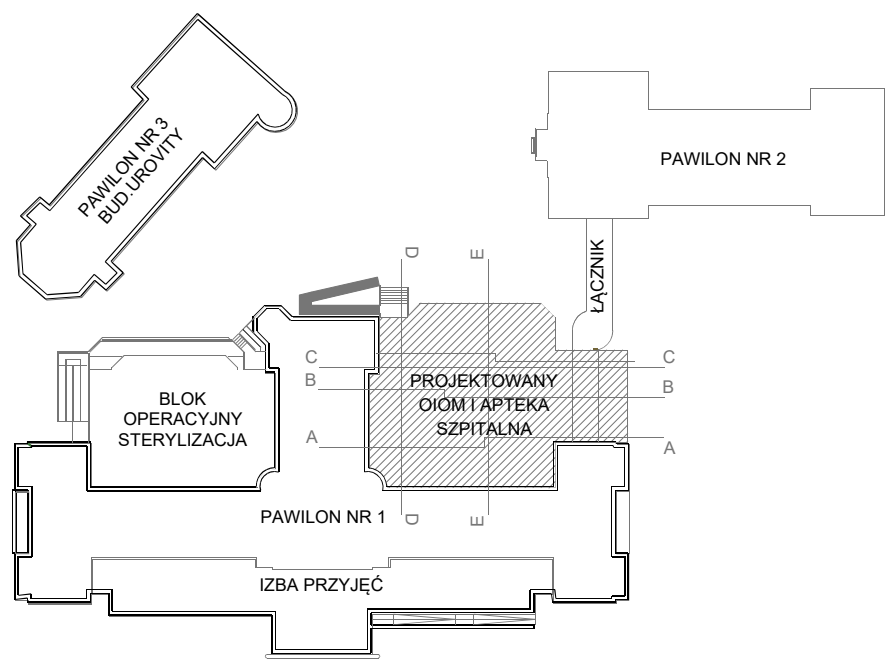 PAWILON NR 3
BUD.UROVITY
PAWILON NR 2
ŁĄCZNIK
D
E
C
C
B
B
A
A
BLOK
OPERACYJNY
STERYLIZACJA
PROJEKTOWANY
OIOM I APTEKA
SZPITALNA
D
E
PAWILON NR 1
IZBA PRZYJĘĆ